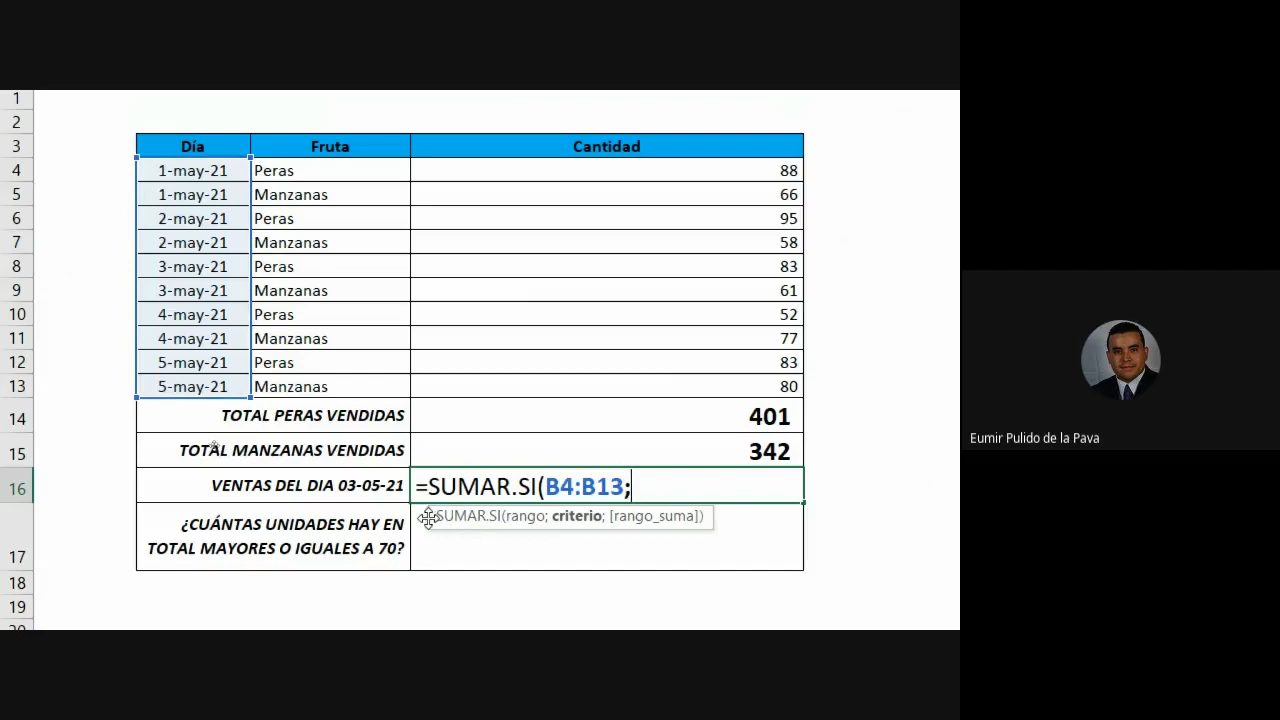 1
2
3 Día Fruta Cantidad
4 1-may-21 Peras 88
5 1-may-21 Manzanas 66
6 2-may-21 Peras 95
7 2-may-21 Manzanas 58
8 3-may-21 Peras 83
9 3-may-21 Manzanas 61
10 4-may-21 Peras 52
11 4-may-21 Manzanas 77
12 5-may-21 Peras 83
13 5-may-21 Manzanas 80
14 TOTAL PERAS VENDIDAS 401
15 TOTAL MANZANAS VENDIDAS 342
16 VENTAS DEL DIA 03-05-21 =SUMAR.SI(B4:B13;
SUMAR.SI(rango; criterio; [rango_suma])
¿CUÁNTAS UNIDADES HAY EN
17 TOTAL MAYORES O IGUALES A 70?
18
19
Eumir Pulido de la Pava